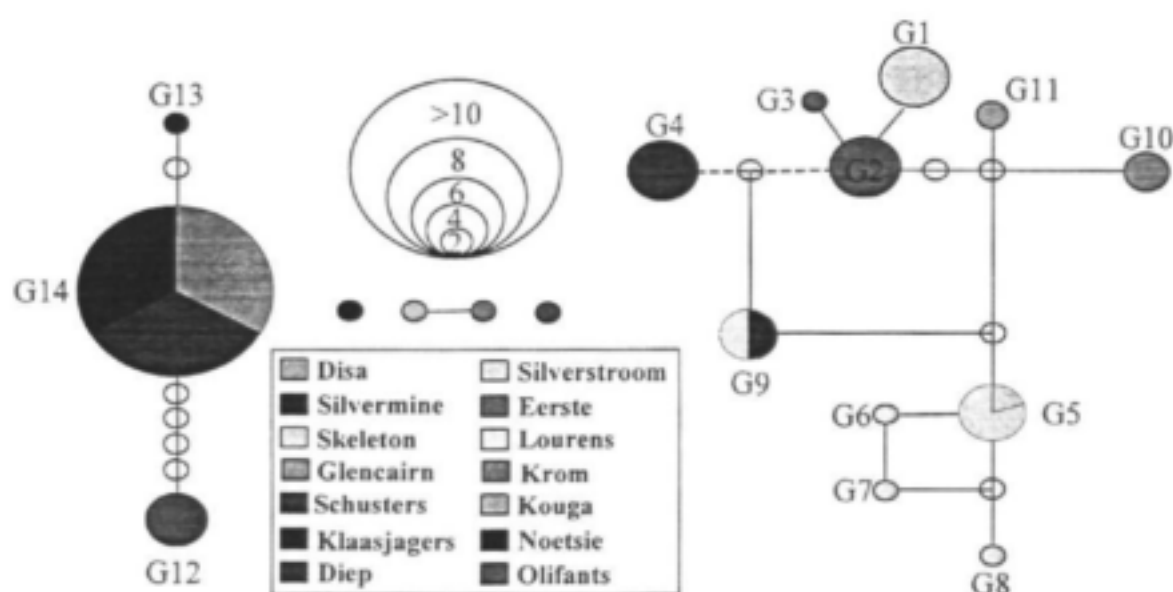 G1
G13
G3
G11
G4
>10
G2
G10
8
6
4
2
G14
G9
Disa
Silverstroom
Silvermine
Eerste
G6
G5
Skeleton
Lourens
Glencairn
Krom
G7
Schusters
Kouga
Klaasjagers
Noetsie
G12
Diep
Olifants
G8